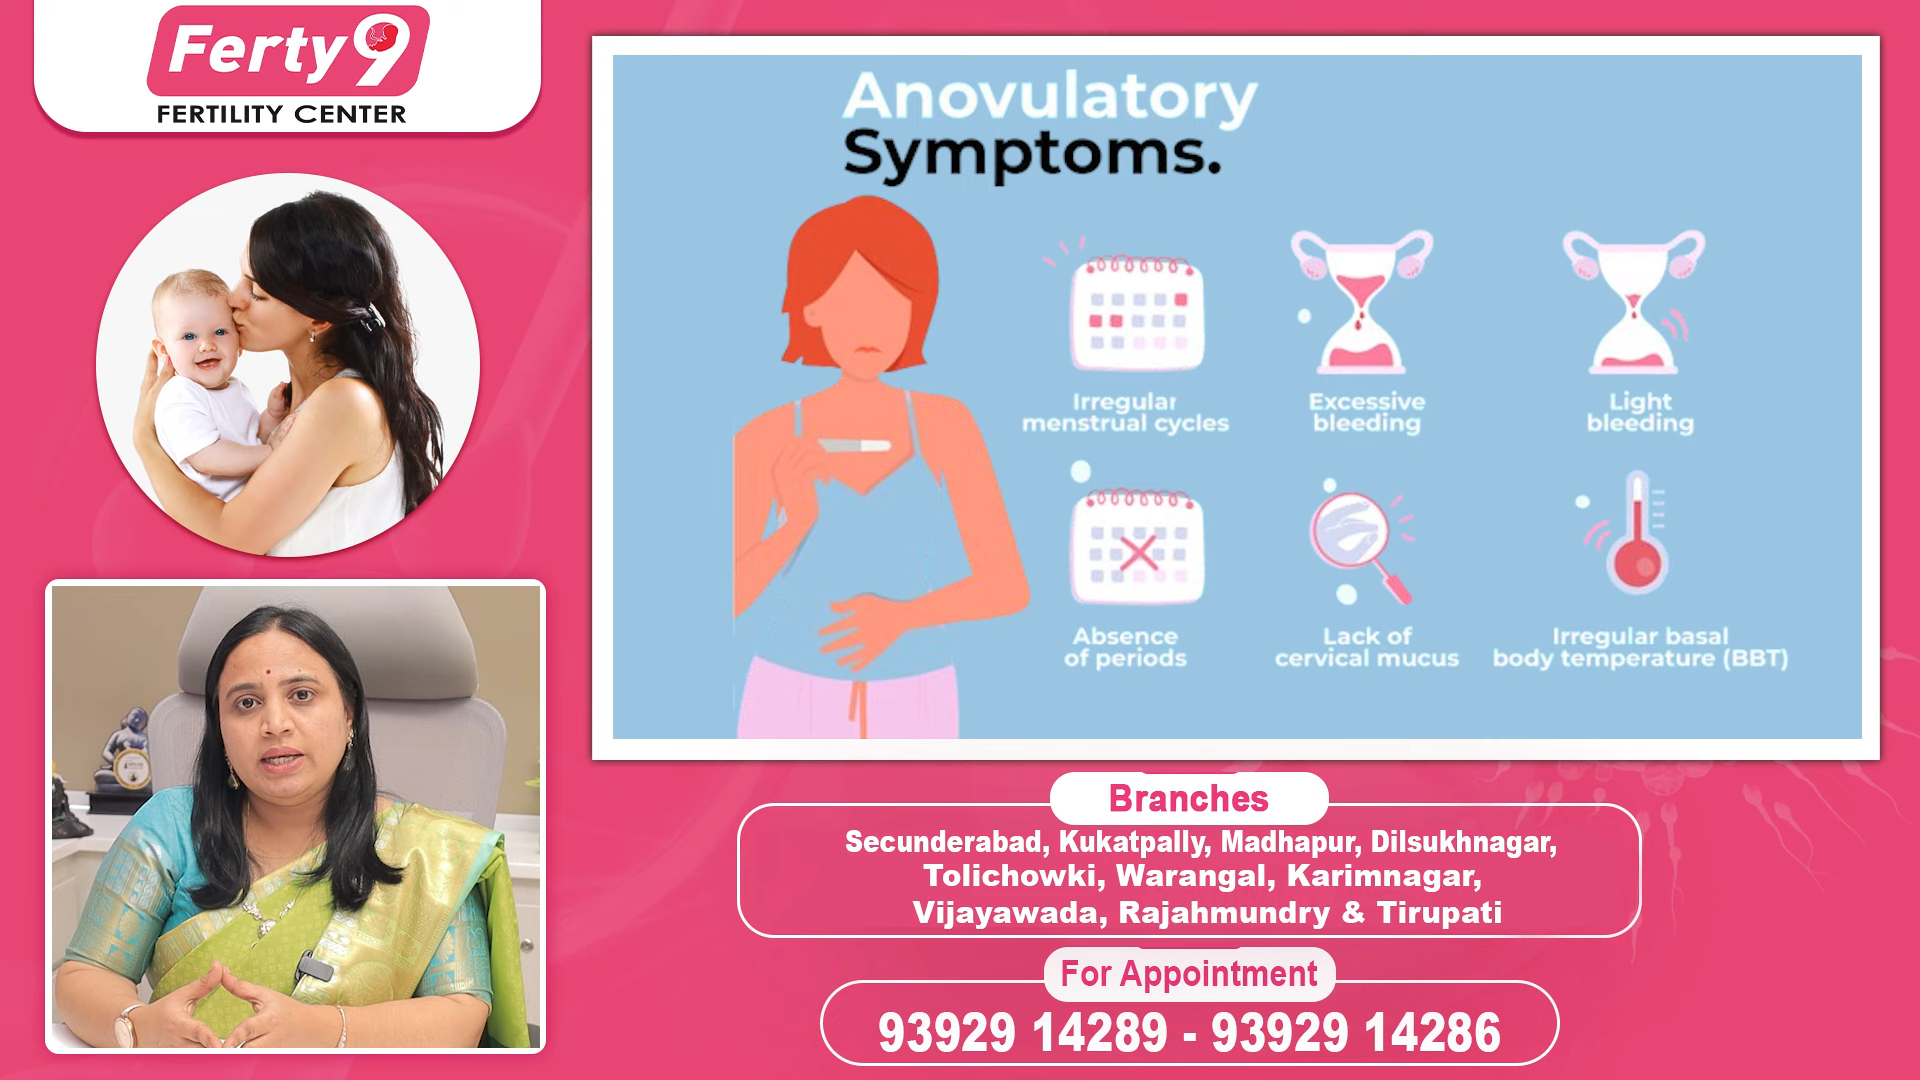 Ferty9
FERTILITY CENTER
Anovulatory
Symptoms.
Irregular
menstrual cycles
Excessive
bleeding
Light
bleeding
Absence
of periods
Lack of
cervical mucus
Irregular basal
body temperature (BBT)
Branches
Secunderabad, Kukatpally, Madhapur, Dilsukhnagar,
Tolichowki, Warangal, Karimnagar,
Vijayawada, Rajahmundry & Tirupati
For Appointment
93929 14289 - 93929 14286